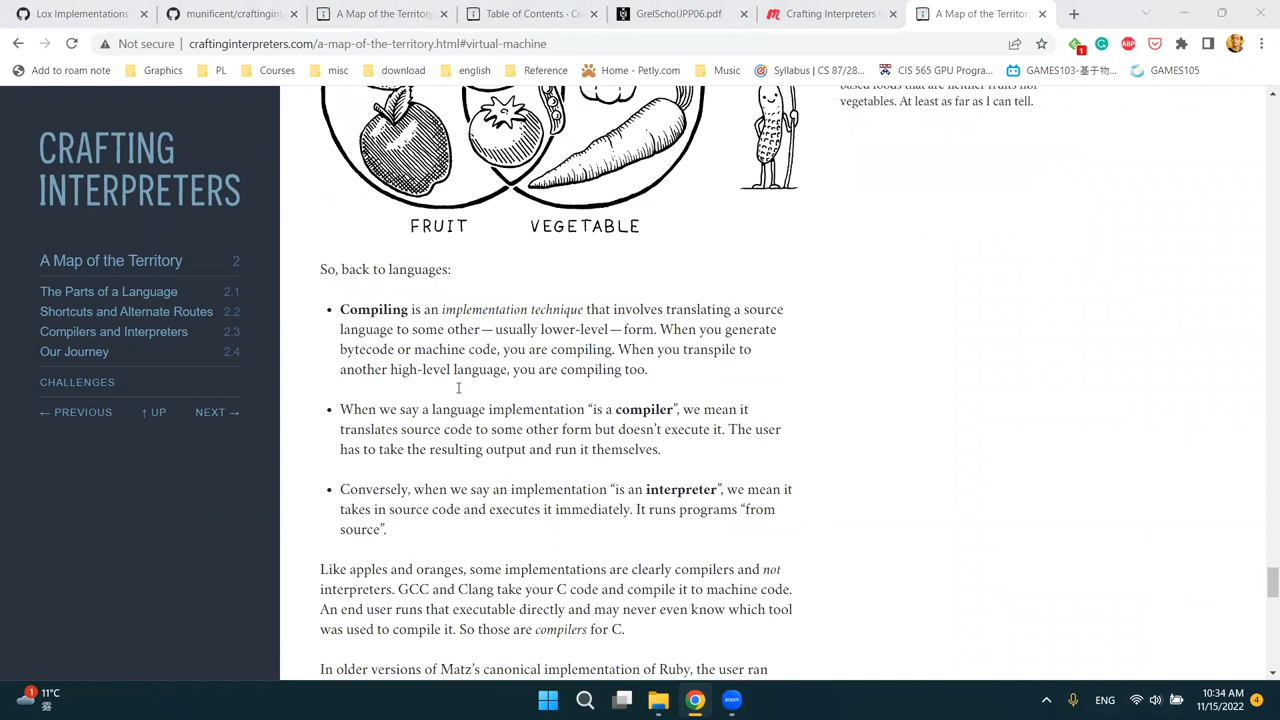 Lox Implementations
munificent/craftingint
A Map of the Territory
Table of Contents · Cr
GrelSchoUPP06.pdf
Crafting Interpreters
A Map of the Territory
Not secure
craftinginterpreters.com/a-map-of-the-territory.html#virtual-machine
1
ABP
Add to roam note
Graphics
PL
Courses
misc
download
english
Reference
Home - Petly.com
Music
Syllabus | CS 87/28...
CIS 565 GPU Progra...
GAMES103-基于物...
GAMES105
based foods that are neither fruits nor
vegetables. At least as far as I can tell.
CRAFTING
INTERPRETERS
A Map of the Territory 2
The Parts of a Language 2.1
Shortcuts and Alternate Routes 2.2
Compilers and Interpreters 2.3
Our Journey 2.4
CHALLENGES
← PREVIOUS ↑ UP NEXT →
FRUIT VEGETABLE
So, back to languages:
• Compiling is an implementation technique that involves translating a source
language to some other—usually lower-level—form. When you generate
bytecode or machine code, you are compiling. When you transpile to
another high-level language, you are compiling too.
• When we say a language implementation “is a compiler”, we mean it
translates source code to some other form but doesn’t execute it. The user
has to take the resulting output and run it themselves.
• Conversely, when we say an implementation “is an interpreter”, we mean it
takes in source code and executes it immediately. It runs programs “from
source”.
Like apples and oranges, some implementations are clearly compilers and not
interpreters. GCC and Clang take your C code and compile it to machine code.
An end user runs that executable directly and may never even know which tool
was used to compile it. So those are compilers for C.
In older versions of Matz’s canonical implementation of Ruby, the user ran
1
11°C
雾
zoom
ENG
10:34 AM
11/15/2022
4